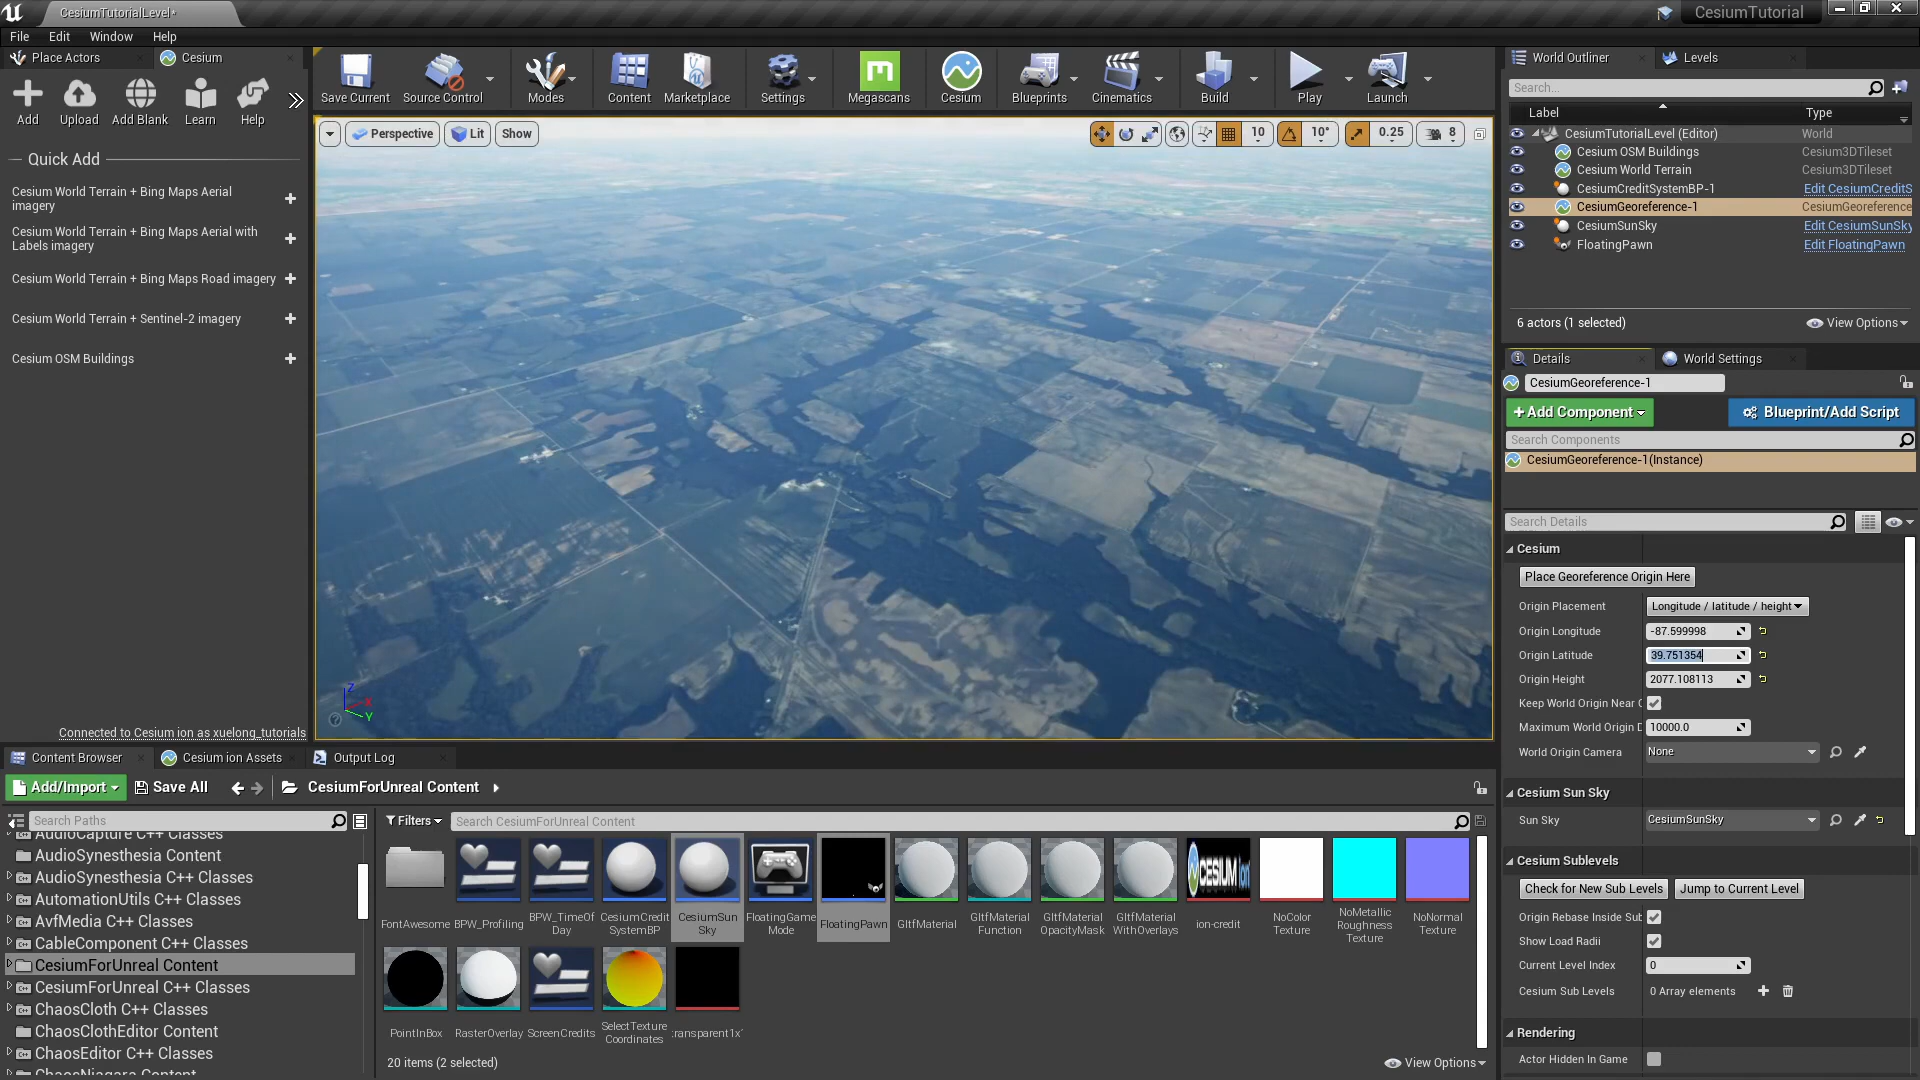 CesiumTutorialLevel*
CesiumTutorial
File Edit Window Help
Place Actors
Cesium
Add
Upload
Add Blank
Learn
Help
Quick Add
Cesium World Terrain + Bing Maps Aerial
imagery
Cesium World Terrain + Bing Maps Aerial with
Labels imagery
Cesium World Terrain + Bing Maps Road imagery
Cesium World Terrain + Sentinel-2 imagery
Cesium OSM Buildings
Connected to Cesium ion as xuelong_tutorials
Save Current
Source Control
Modes
Content
Marketplace
Settings
Megascans
Cesium
Blueprints
Cinematics
Build
Play
Launch
Perspective
Lit
Show
10
10°
0.25
8
Z
X
Y
World Outliner
Levels
Search...
Label Type
CesiumTutorialLevel (Editor) World
Cesium OSM Buildings Cesium3DTileset
Cesium World Terrain Cesium3DTileset
CesiumCreditSystemBP-1 Edit CesiumCreditS
CesiumGeoreference-1 CesiumGeoreference
CesiumSunSky Edit CesiumSunSky
FloatingPawn Edit FloatingPawn
6 actors (1 selected)
View Options
Details
World Settings
CesiumGeoreference-1
+Add Component
Blueprint/Add Script
Search Components
CesiumGeoreference-1(Instance)
Search Details
Cesium
Place Georeference Origin Here
Origin Placement Longitude / latitude / height
Origin Longitude -87.599998
Origin Latitude 39.751354
Origin Height 2077.108113
Keep World Origin Near C
Maximum World Origin D 10000.0
World Origin Camera None
Cesium Sun Sky
Sun Sky CesiumSunSky
Cesium Sublevels
Check for New Sub Levels
Jump to Current Level
Origin Rebase Inside Sub
Show Load Radii
Current Level Index 0
Cesium Sub Levels 0 Array elements
Rendering
Actor Hidden In Game
Content Browser
Cesium ion Assets
Output Log
Add/Import
Save All
CesiumForUnreal Content
Search Paths
Filters
Search CesiumForUnreal Content
AudioCapture C++ Classes
AudioSynesthesia Content
AudioSynesthesia C++ Classes
AutomationUtils C++ Classes
AvfMedia C++ Classes
CableComponent C++ Classes
CesiumForUnreal Content
CesiumForUnreal C++ Classes
ChaosCloth C++ Classes
ChaosClothEditor Content
ChaosEditor C++ Classes
ChaosNiagara Content
FontAwesome
BPW_Profiling
BPW_TimeOf
Day
CesiumCredit
SystemBP
CesiumSun
Sky
FloatingGame
Mode
FloatingPawn
GltfMaterial
GltfMaterial
Function
GltfMaterial
OpacityMask
GltfMaterial
WithOverlays
CESIUM ion
ion-credit
NoColor
Texture
NoMetallic
Roughness
Texture
NoNormal
Texture
PointInBox
RasterOverlay
ScreenCredits
SelectTexture
Coordinates
transparent1x1
20 items (2 selected)
View Options